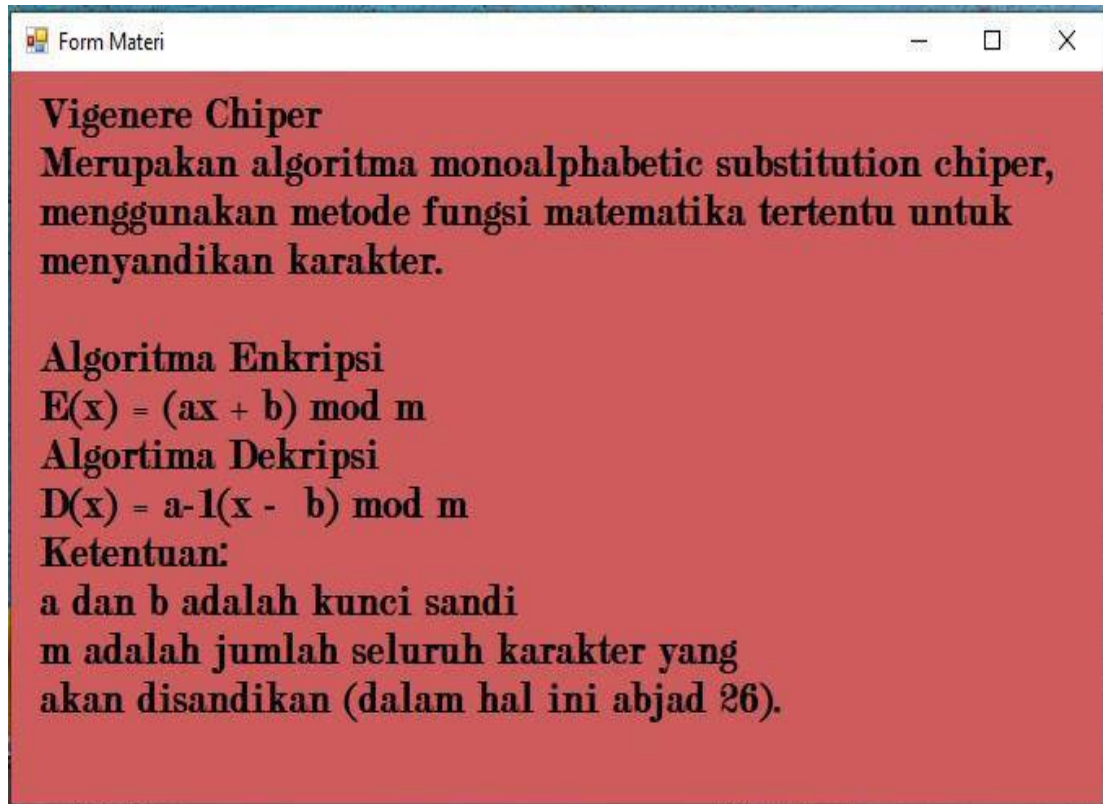 Form Materi
Vigenere Chiper
Merupakan algoritma monoalphabetic substitution chiper,
menggunakan metode fungsi matematika tertentu untuk
menyandikan karakter.
Algoritma Enkripsi
E(x) = (ax + b) mod m
Algortima Dekripsi
D(x) = a-1(x -  b) mod m
Ketentuan:
a dan b adalah kunci sandi
m adalah jumlah seluruh karakter yang
akan disandikan (dalam hal ini abjad 26).